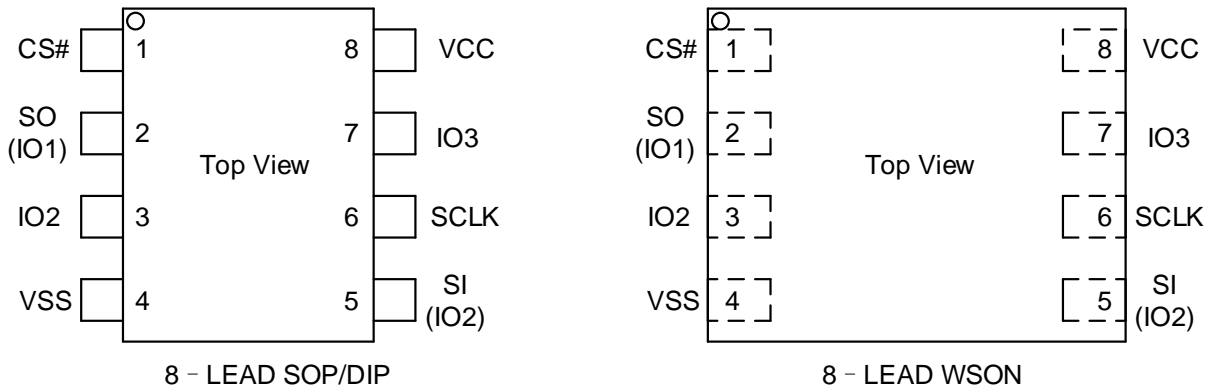 CS#
1
8
VCC
SO
(IO1)
2
7
IO3
Top View
IO2
3
6
SCLK
VSS
4
5
SI
(IO2)
8 – LEAD SOP/DIP
CS#
1
8
VCC
SO
(IO1)
2
7
IO3
Top View
IO2
3
6
SCLK
VSS
4
5
SI
(IO2)
8 – LEAD WSON